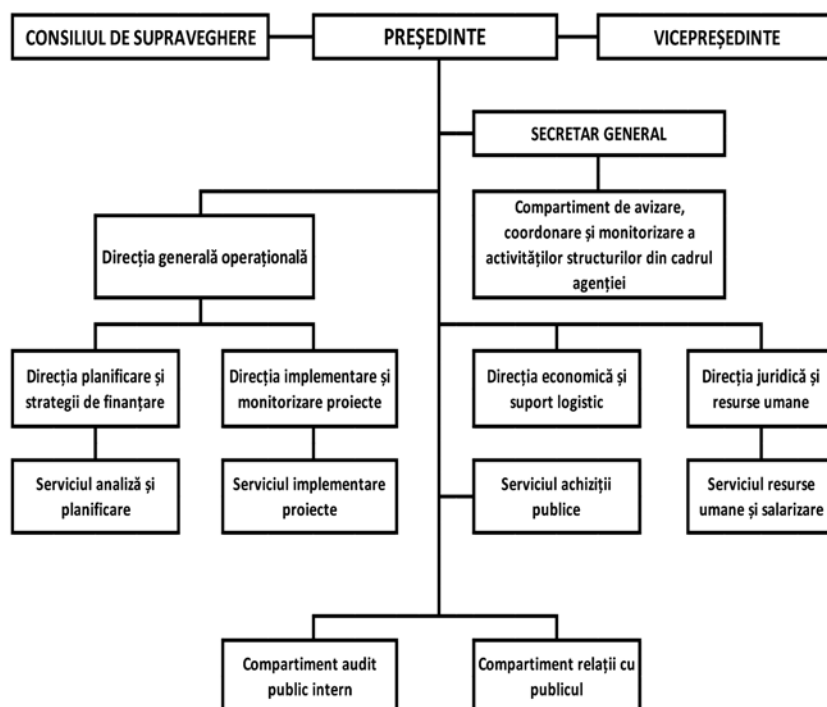 CONSILIUL DE SUPRAVEGHERE
PREȘEDINTE
VICEPREȘEDINTE
SECRETAR GENERAL
Compartiment de avizare,
coordonare și monitorizare a
activităților structurilor din cadrul
agenției
Direcția generală operațională
Direcția planificare și
strategii de finanțare
Direcția implementare și
monitorizare proiecte
Direcția economică și
suport logistic
Direcția juridică și
resurse umane
Serviciul analiză și
planificare
Serviciul implementare
proiecte
Serviciul achiziții
publice
Serviciul resurse
umane și salarizare
Compartiment audit
public intern
Compartiment relații cu
publicul